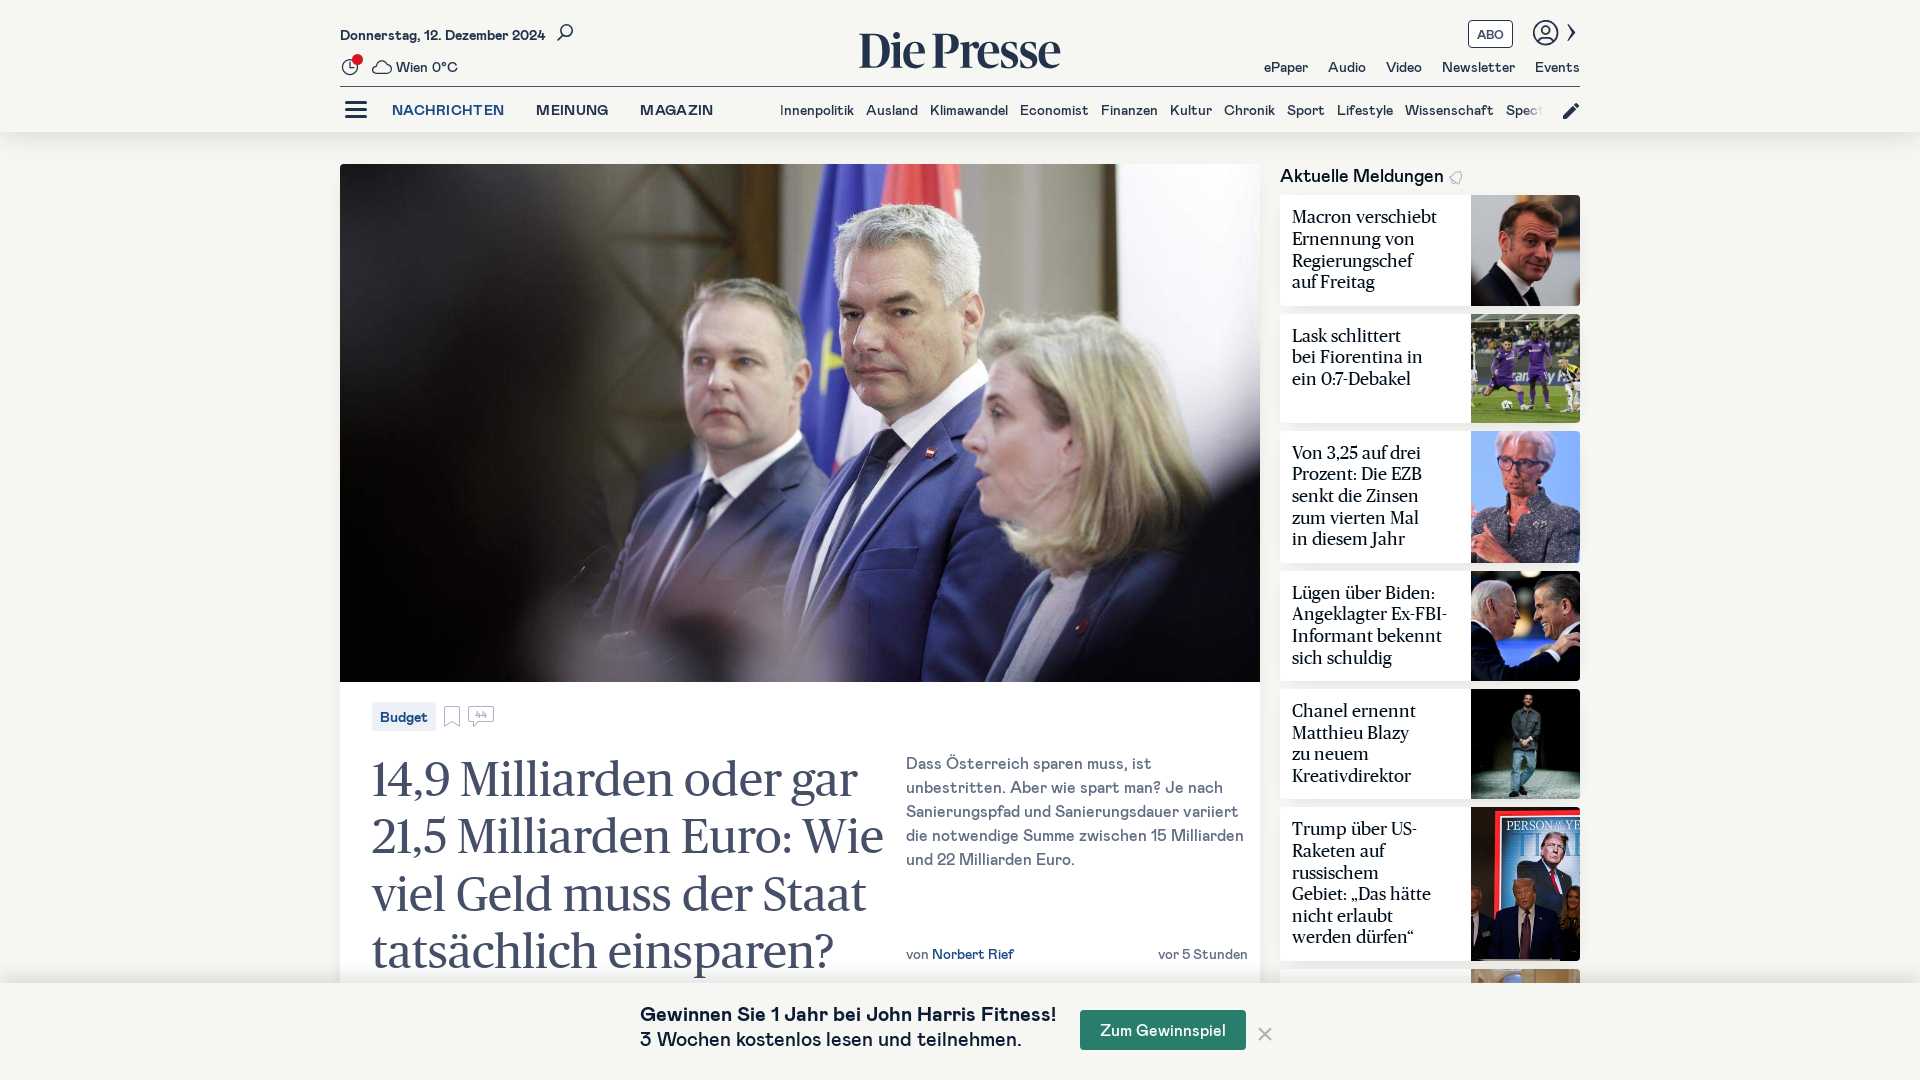 Donnerstag, 12. Dezember 2024
Wien 0°C
Die Presse
ABO
ePaper Audio Video Newsletter Events
NACHRICHTEN MEINUNG MAGAZIN
Innenpolitik Ausland Klimawandel Economist Finanzen Kultur Chronik Sport Lifestyle Wissenschaft Spect
Budget
44
14,9 Milliarden oder gar
21,5 Milliarden Euro: Wie
viel Geld muss der Staat
tatsächlich einsparen?
Dass Österreich sparen muss, ist
unbestritten. Aber wie spart man? Je nach
Sanierungspfad und Sanierungsdauer variiert
die notwendige Summe zwischen 15 Milliarden
und 22 Milliarden Euro.
von Norbert Rief
vor 5 Stunden
Aktuelle Meldungen
Macron verschiebt
Ernennung von
Regierungschef
auf Freitag
Lask schlittert
bei Fiorentina in
ein 0:7-Debakel
Von 3,25 auf drei
Prozent: Die EZB
senkt die Zinsen
zum vierten Mal
in diesem Jahr
Lügen über Biden:
Angeklagter Ex-FBI-
Informant bekennt
sich schuldig
Chanel ernennt
Matthieu Blazy
zu neuem
Kreativdirektor
Trump über US-
Raketen auf
russischem
Gebiet: „Das hätte
nicht erlaubt
werden dürfen“
PERSON OF THE YE
Gewinnen Sie 1 Jahr bei John Harris Fitness!
3 Wochen kostenlos lesen und teilnehmen.
Zum Gewinnspiel